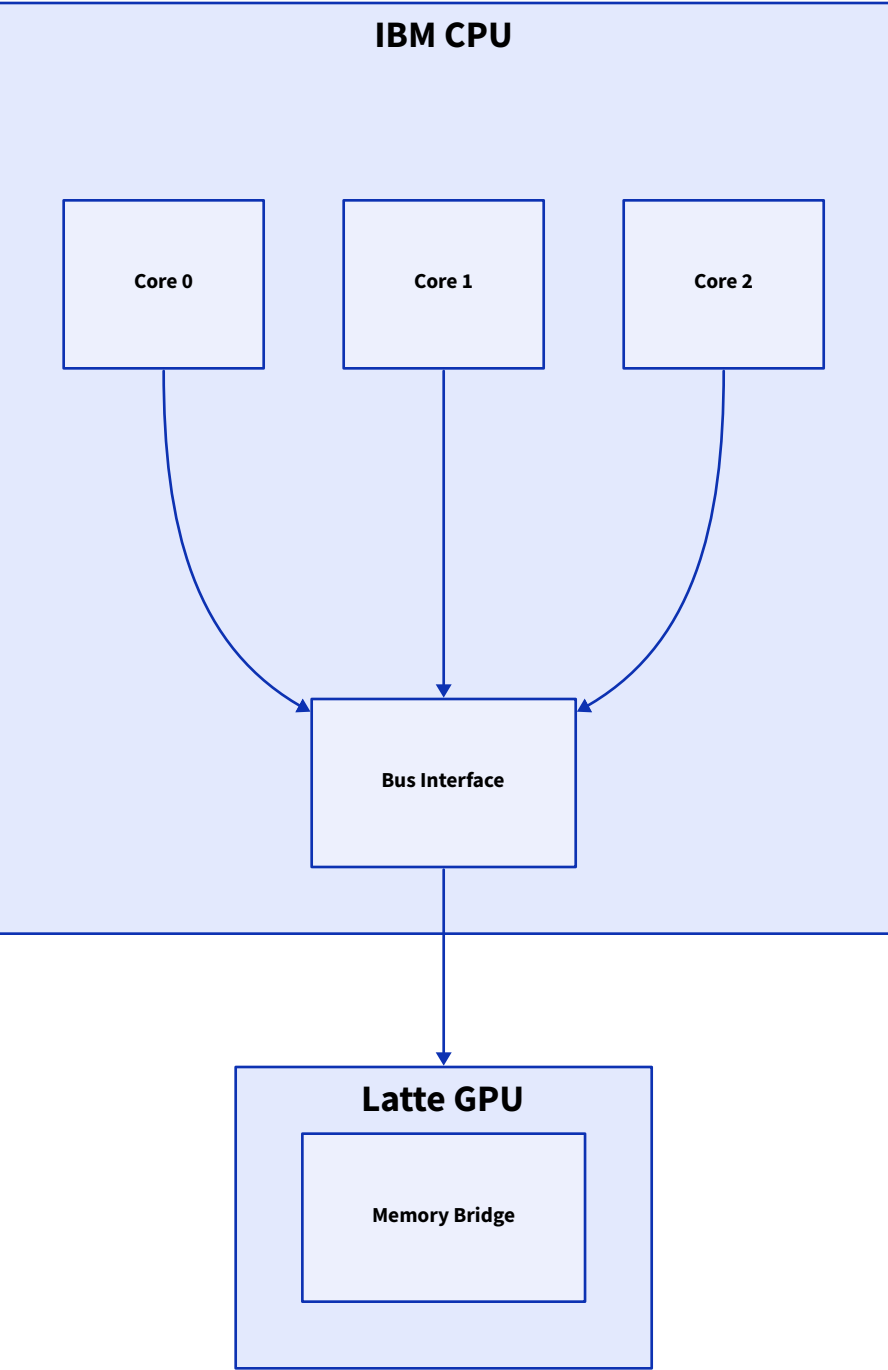 IBM CPU
Core 0
Core 1
Core 2
Bus Interface
Latte GPU
Memory Bridge